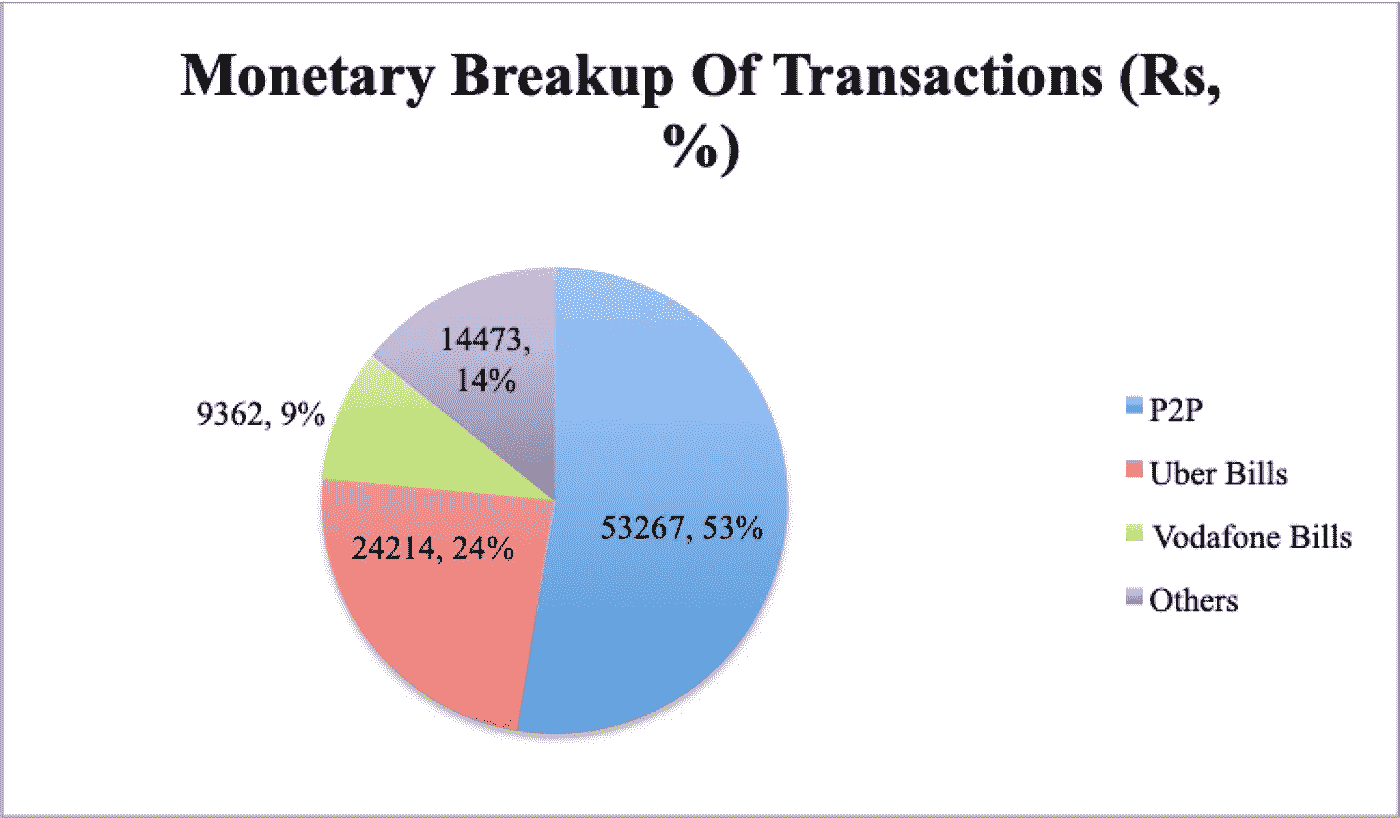 Monetary Breakup Of Transactions (Rs,
%)
14473,
14%
9362, 9%
53267, 53%
24214, 24%
P2P
Uber Bills
Vodafone Bills
Others